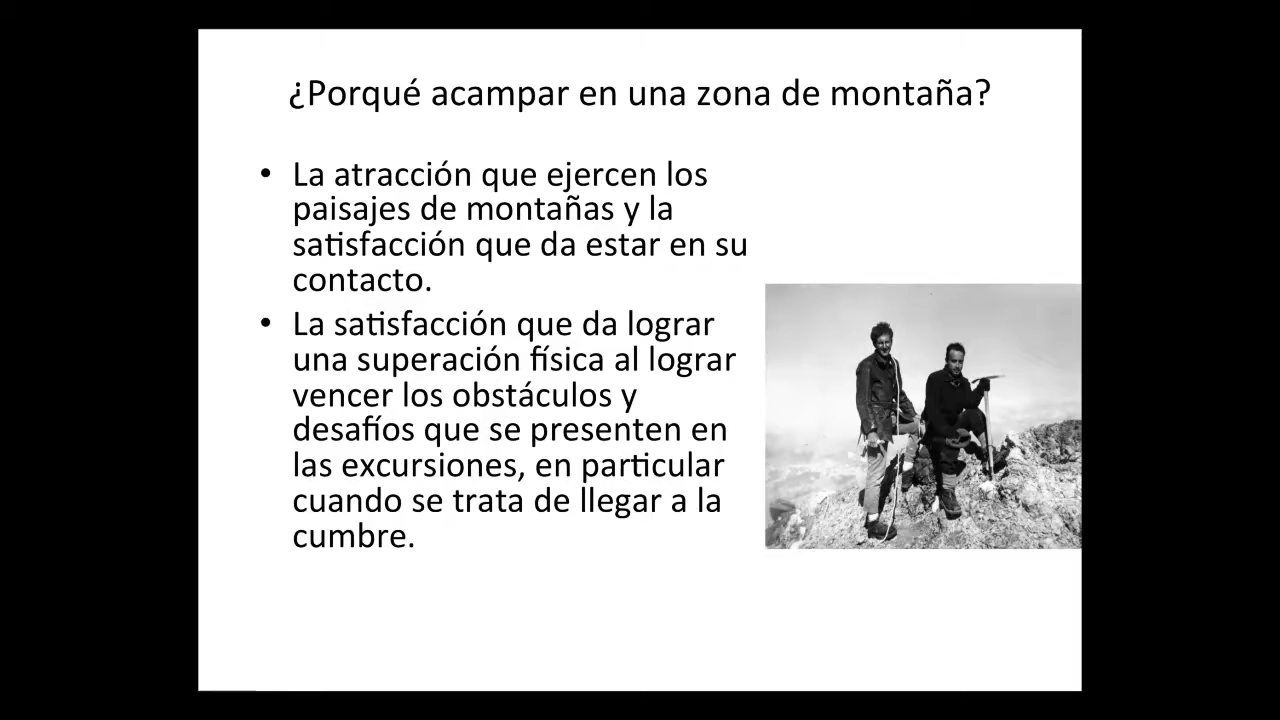 ¿Porqué acampar en una zona de montaña?
• La atracción que ejercen los
paisajes de montañas y la
satisfacción que da estar en su
contacto.
• La satisfacción que da lograr
una superación física al lograr
vencer los obstáculos y
desafíos que se presenten en
las excursiones, en particular
cuando se trata de llegar a la
cumbre.